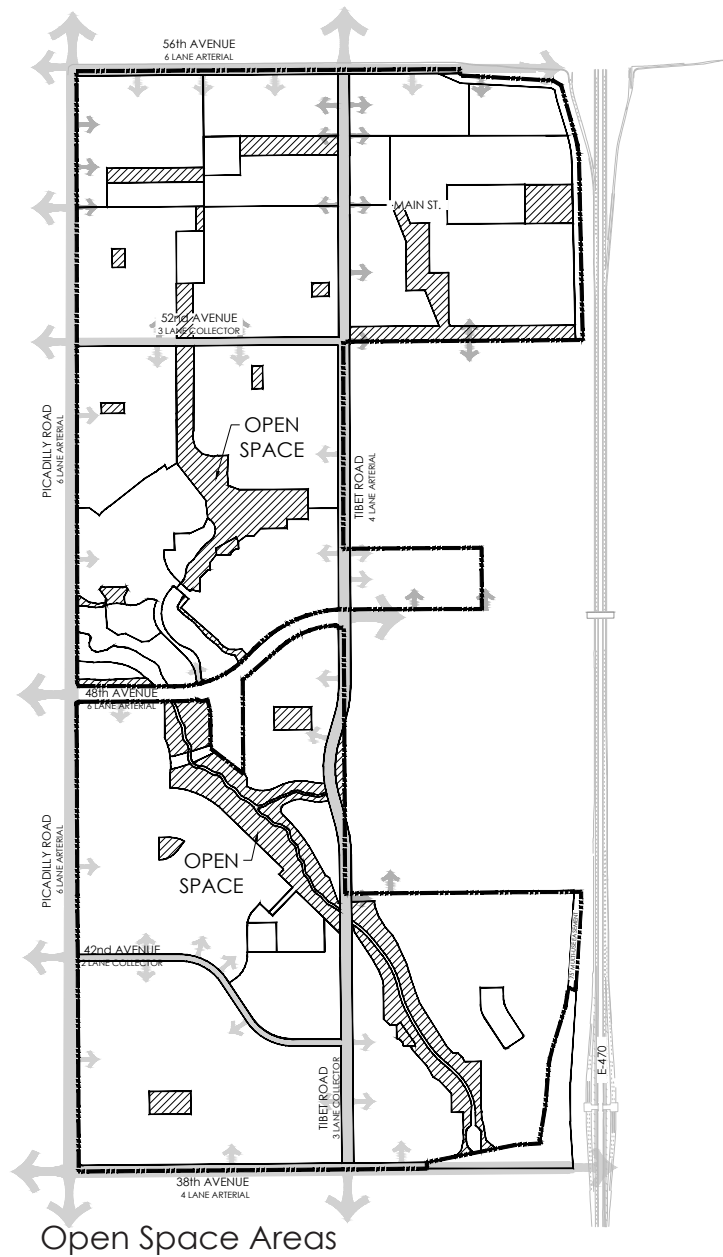 56th AVENUE
6 LANE ARTERIAL
MAIN ST.
52nd AVENUE
3 LANE COLLECTOR
PICADILLY ROAD
6 LANE ARTERIAL
OPEN
SPACE
TIBET ROAD
4 LANE ARTERIAL
48th AVENUE
6 LANE ARTERIAL
PICADILLY ROAD
6 LANE ARTERIAL
OPEN
SPACE
42nd AVENUE
2 LANE COLLECTOR
TIBET ROAD
3 LANE COLLECTOR
E-470
38th AVENUE
4 LANE ARTERIAL
Open Space Areas